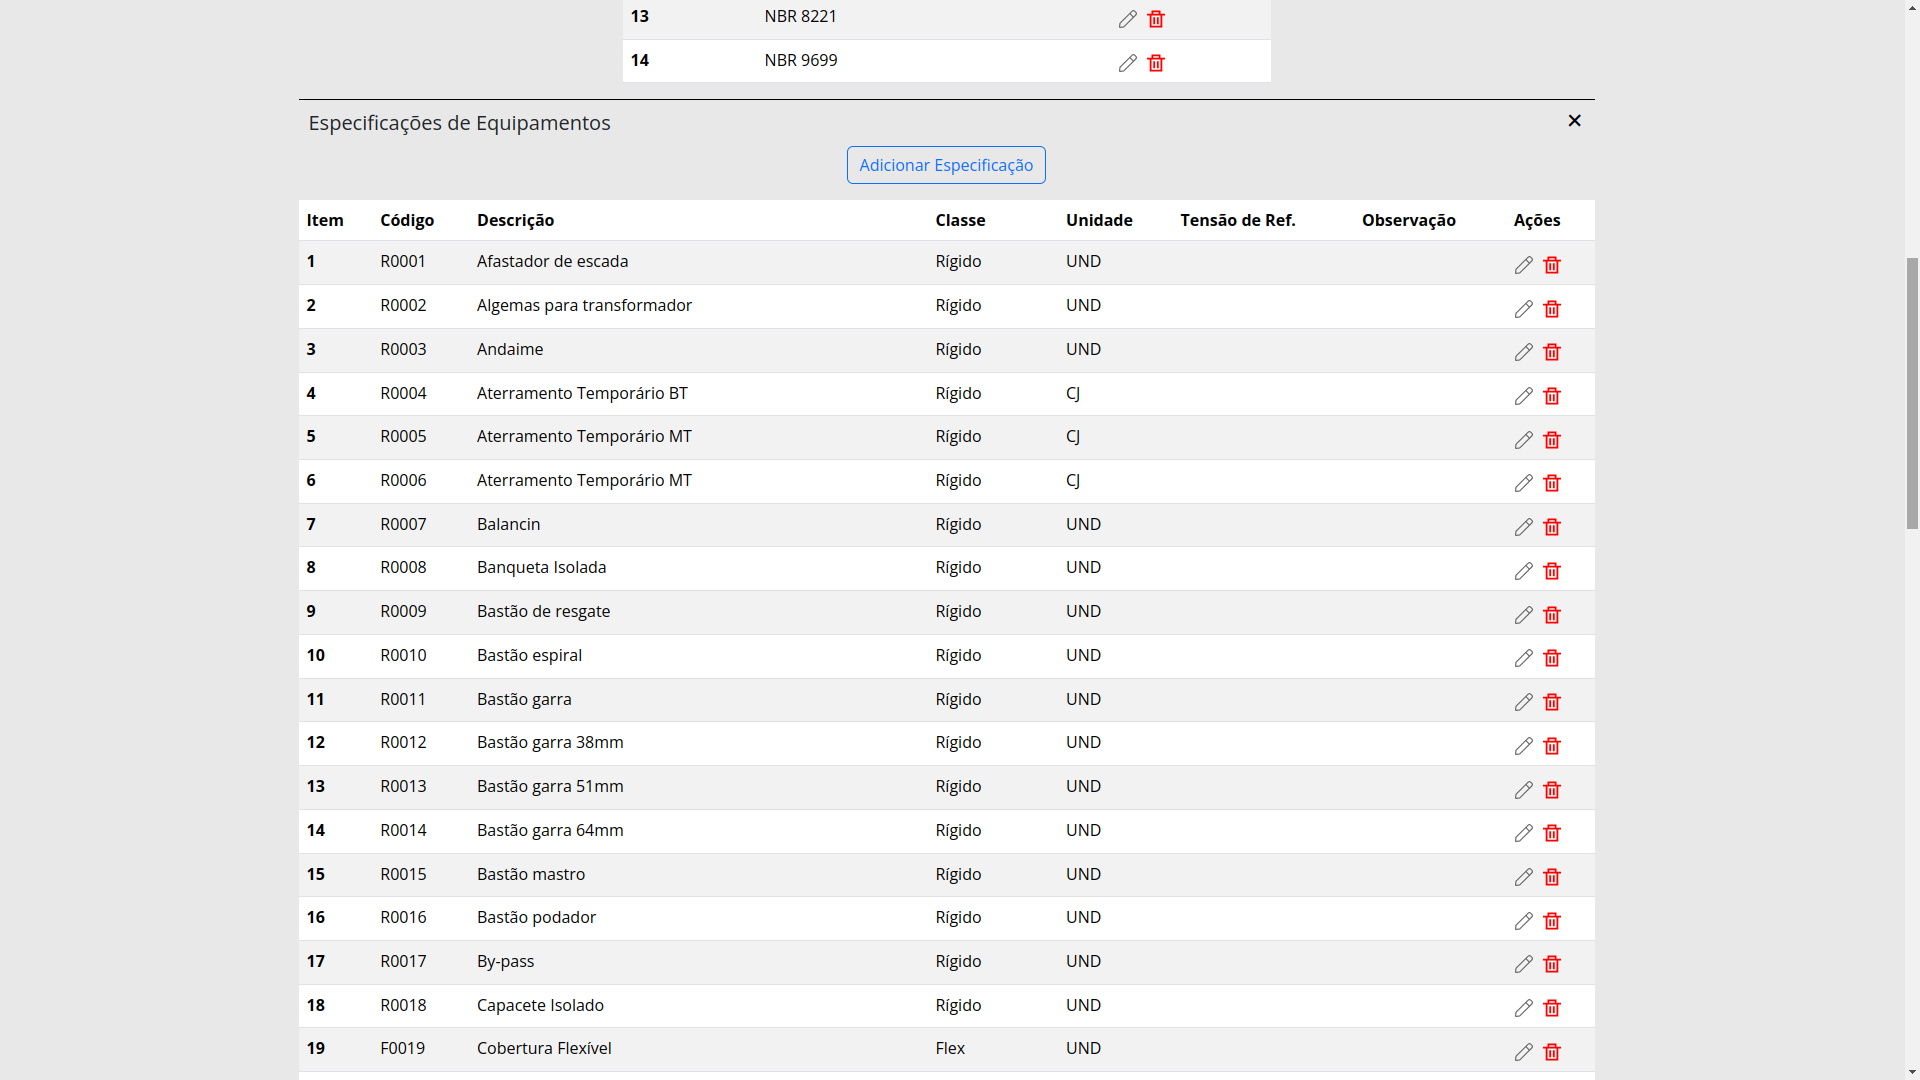 13 NBR 8221
14 NBR 9699
Especificações de Equipamentos
Adicionar Especificação
Item Código Descrição Classe Unidade Tensão de Ref. Observação Ações
1 R0001 Afastador de escada Rígido UND
2 R0002 Algemas para transformador Rígido UND
3 R0003 Andaime Rígido UND
4 R0004 Aterramento Temporário BT Rígido CJ
5 R0005 Aterramento Temporário MT Rígido CJ
6 R0006 Aterramento Temporário MT Rígido CJ
7 R0007 Balancin Rígido UND
8 R0008 Banqueta Isolada Rígido UND
9 R0009 Bastão de resgate Rígido UND
10 R0010 Bastão espiral Rígido UND
11 R0011 Bastão garra Rígido UND
12 R0012 Bastão garra 38mm Rígido UND
13 R0013 Bastão garra 51mm Rígido UND
14 R0014 Bastão garra 64mm Rígido UND
15 R0015 Bastão mastro Rígido UND
16 R0016 Bastão podador Rígido UND
17 R0017 By-pass Rígido UND
18 R0018 Capacete Isolado Rígido UND
19 F0019 Cobertura Flexível Flex UND